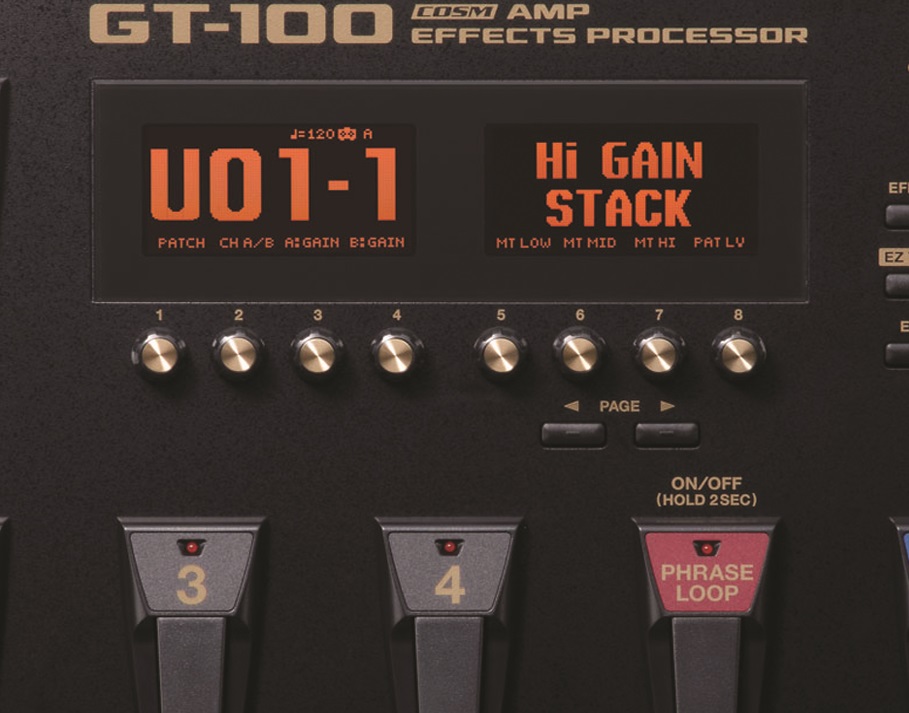 GT-100 COSM AMP
EFFECTS PROCESSOR
♩=120 A
U01-1
PATCH CH A/B A:GAIN B:GAIN
Hi GAIN
STACK
MT LOW MT MID MT HI PAT LV
EZ
1 2 3 4 5 6 7 8
◄ PAGE ►
ON/OFF
(HOLD 2SEC)
3
4
PHRASE
LOOP